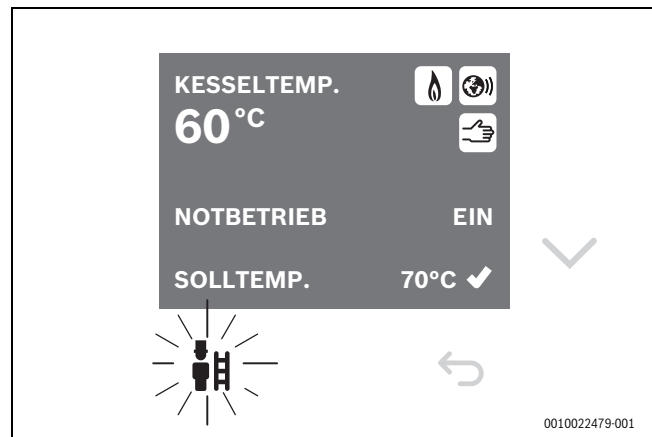 KESSELTEMP.
60 °C
NOTBETRIEB EIN
SOLLTEMP. 70°C
0010022479-001